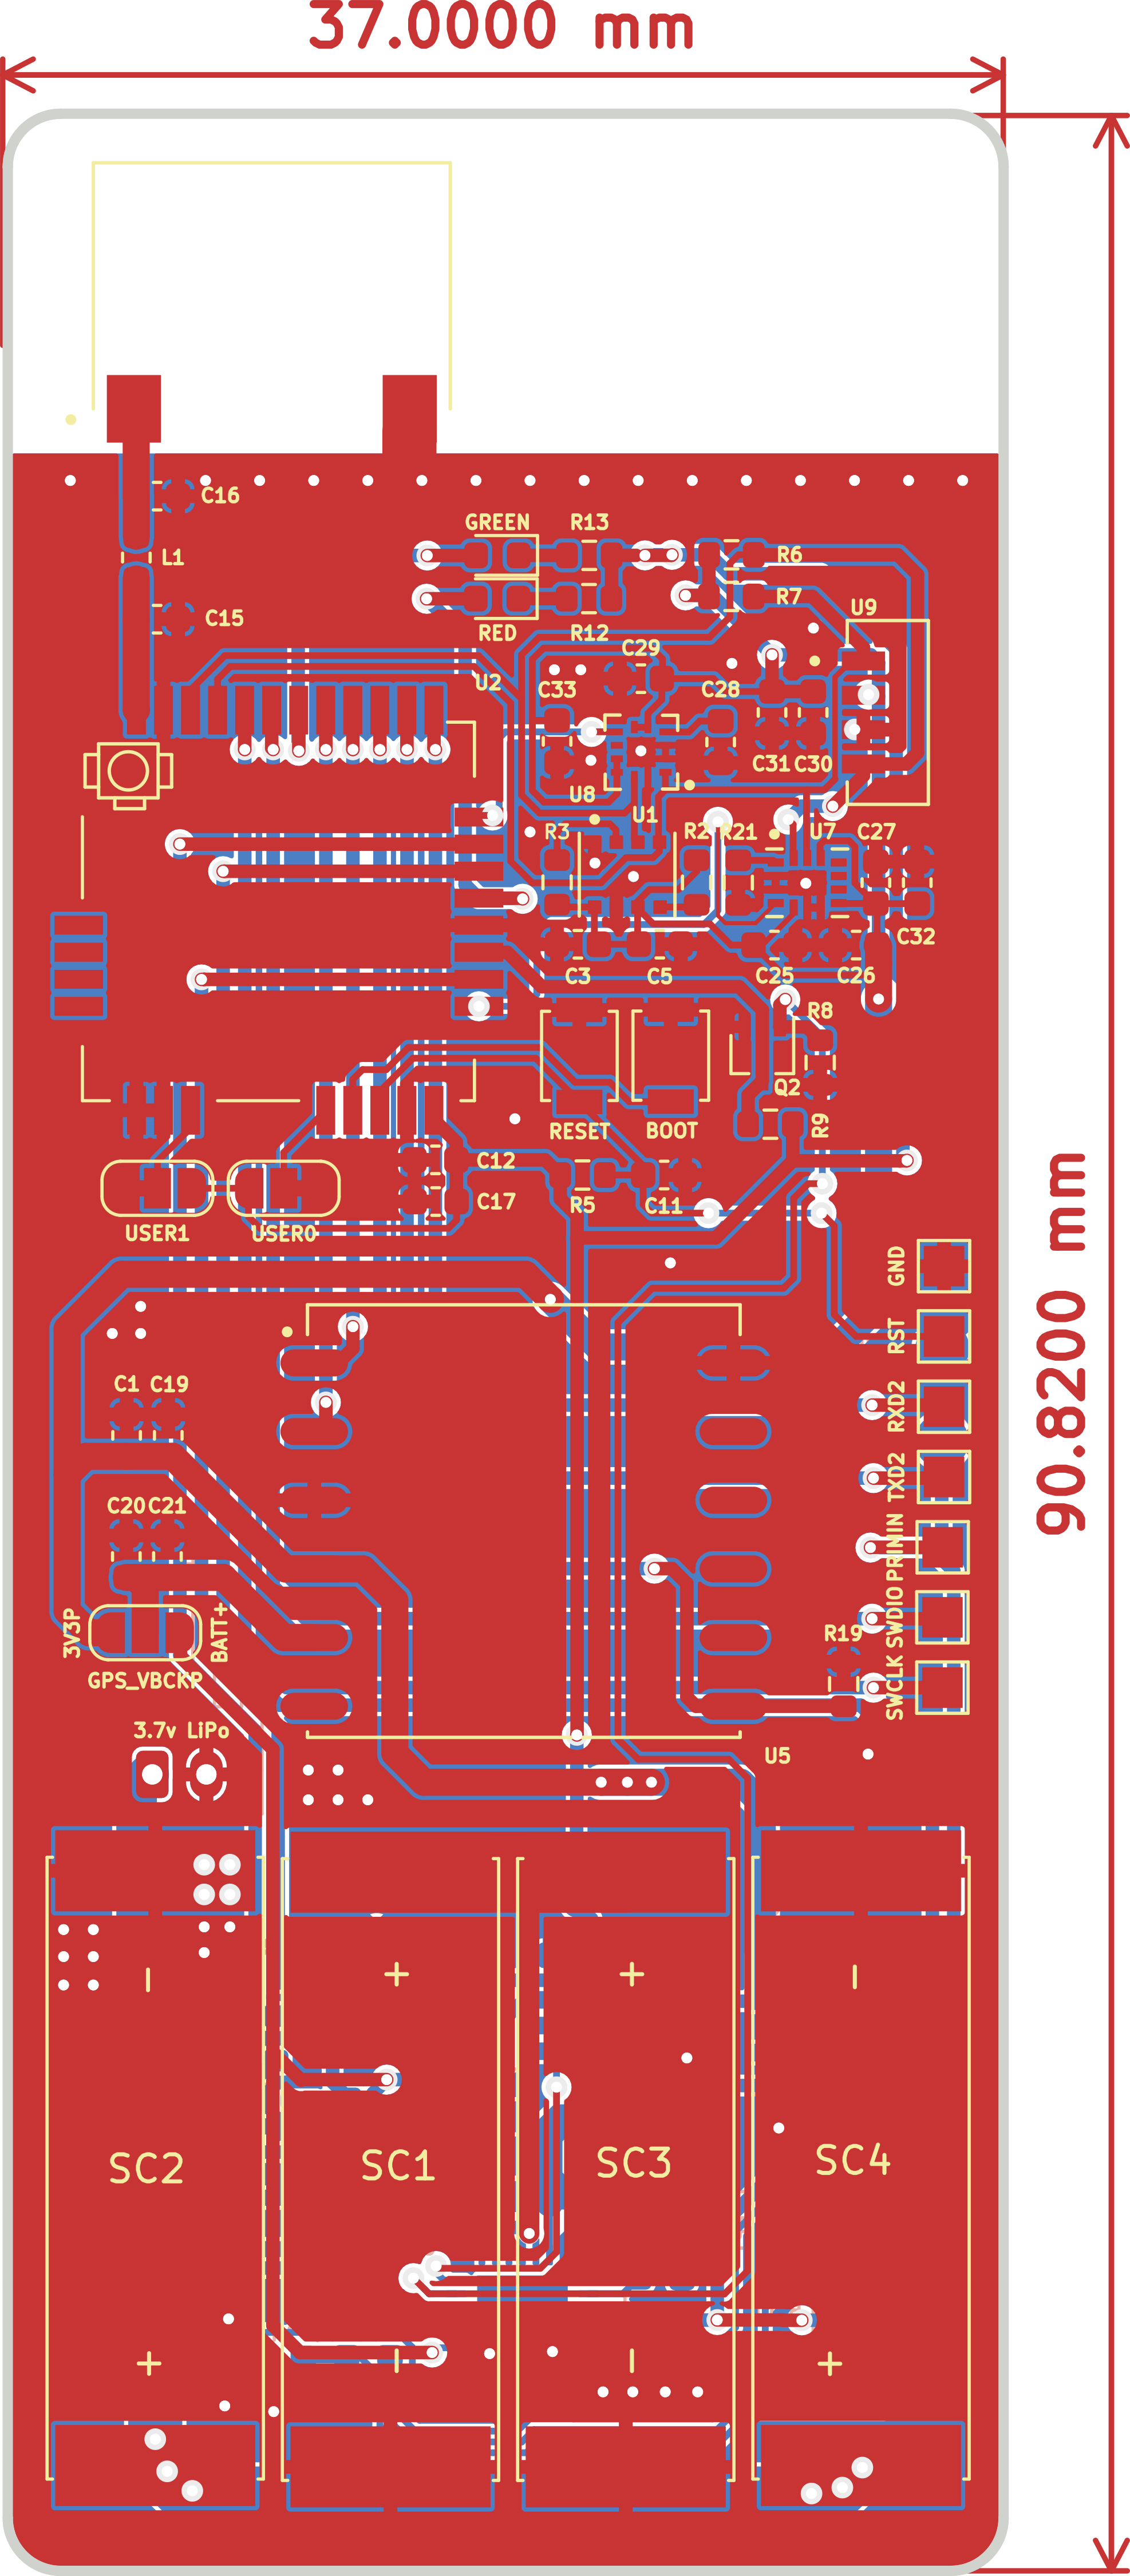 37.0000 mm
90.8200 mm
C16
L1
C15
GREEN
R13
R6
RED
R12
R7
U9
C29
U2
C33
C28
C31
C30
U8
U1
R3
R2
R21
U7
C27
C32
C3
C5
C25
C26
R8
Q2
R9
RESET
BOOT
C12
C17
R5
C11
USER1
USER0
GND
RST
RXD2
TXD2
PRININ
SWDIO
SWCLK
C1
C19
C20
C21
3V3P
BATT+
GPS_VBCKP
R19
3.7v LiPo
U5
−
+
+
−
SC2
SC1
SC3
SC4
+
−
−
+